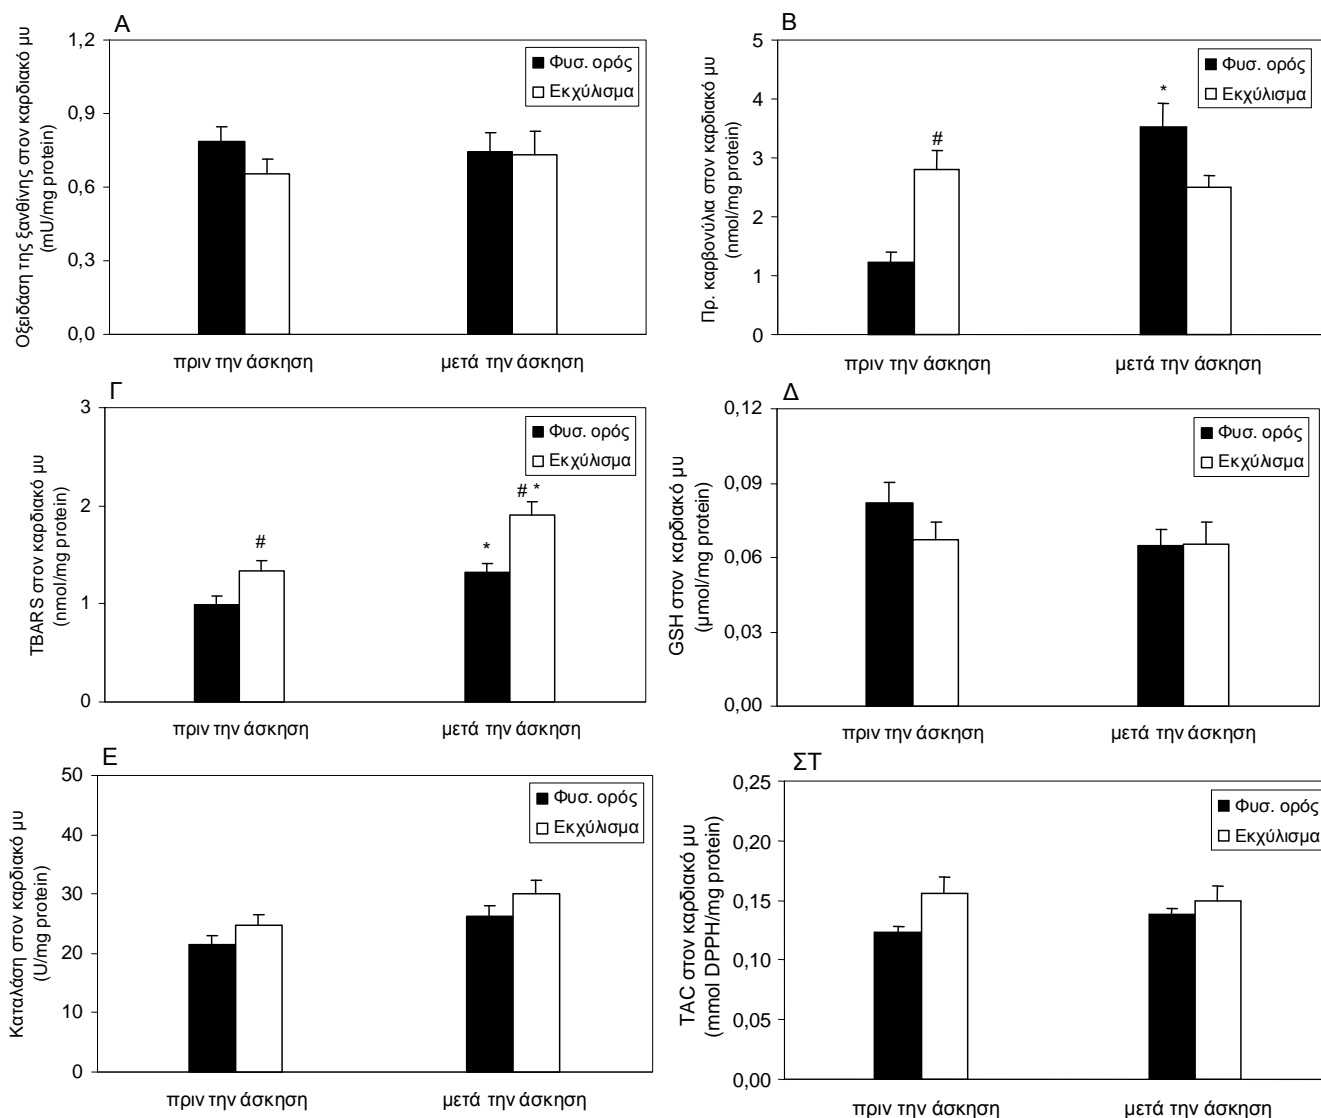 Α
Οξειδάση της ξανθίνης στον καρδιακό μυ
(mU/mg protein)
1,2
0,9
0,6
0,3
0,0
Φυσ. ορός
Εκχύλισμα
πριν την άσκηση
μετά την άσκηση
Β
Πρ. καρβονύλια στον καρδιακό μυ
(nmol/mg protein)
5
4
3
2
1
0
Φυσ. ορός
Εκχύλισμα
#
*
πριν την άσκηση
μετά την άσκηση
Γ
TBARS στον καρδιακό μυ
(nmol/mg protein)
3
2
1
0
Φυσ. ορός
Εκχύλισμα
#
*
# *
πριν την άσκηση
μετά την άσκηση
Δ
GSH στον καρδιακό μυ
(μmol/mg protein)
0,12
0,09
0,06
0,03
0,00
Φυσ. ορός
Εκχύλισμα
πριν την άσκηση
μετά την άσκηση
Ε
Καταλάση στον καρδιακό μυ
(U/mg protein)
50
40
30
20
10
0
Φυσ. ορός
Εκχύλισμα
πριν την άσκηση
μετά την άσκηση
ΣΤ
TAC στον καρδιακό μυ
(mmol DPPH/mg protein)
0,25
0,20
0,15
0,10
0,05
0,00
Φυσ. ορός
Εκχύλισμα
πριν την άσκηση
μετά την άσκηση